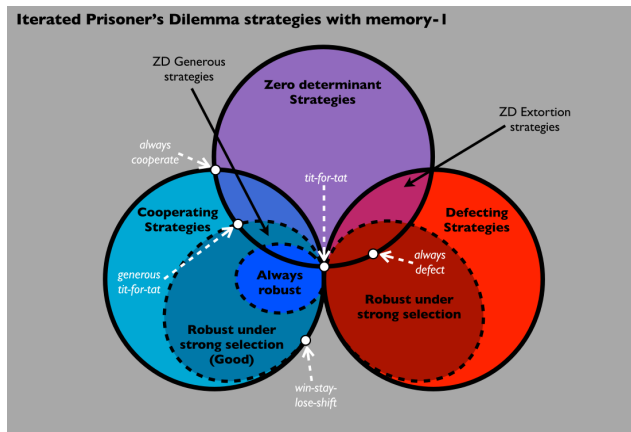 Iterated Prisoner's Dilemma strategies with memory-1
ZD Generous
strategies
Zero determinant
Strategies
ZD Extortion
strategies
always
cooperate
tit-for-tat
Cooperating
Strategies
Defecting
Strategies
generous
tit-for-tat
Always
robust
always
defect
Robust under
strong selection
Robust under
strong selection
(Good)
win-stay-
lose-shift